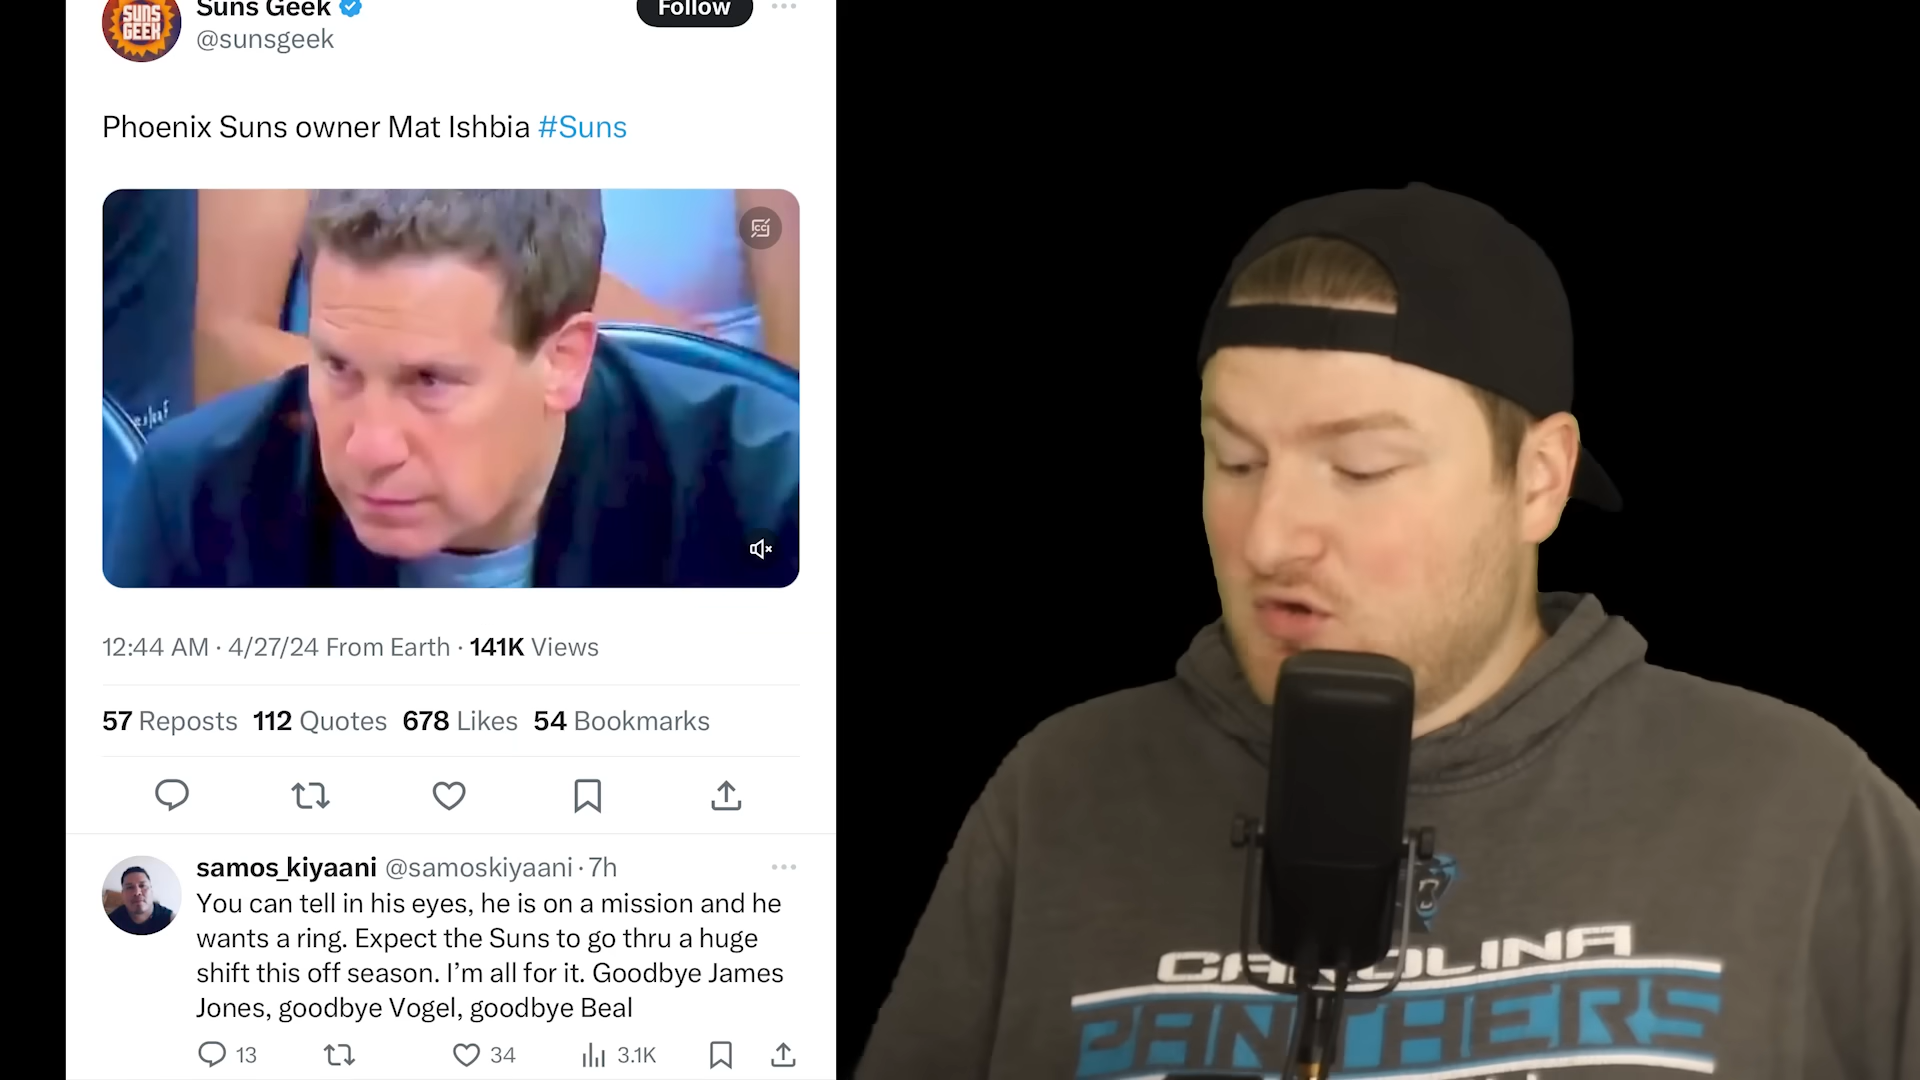 SUNS
GEEK
Suns Geek
Follow
@sunsgeek
Phoenix Suns owner Mat Ishbia #Suns
12:44 AM · 4/27/24 From Earth · 141K Views
57 Reposts 112 Quotes 678 Likes 54 Bookmarks
samos_kiyaani @samoskiyaani · 7h
You can tell in his eyes, he is on a mission and he
wants a ring. Expect the Suns to go thru a huge
shift this off season. I’m all for it. Goodbye James
Jones, goodbye Vogel, goodbye Beal
13 34 3.1K
CAROLINA
PANTHERS